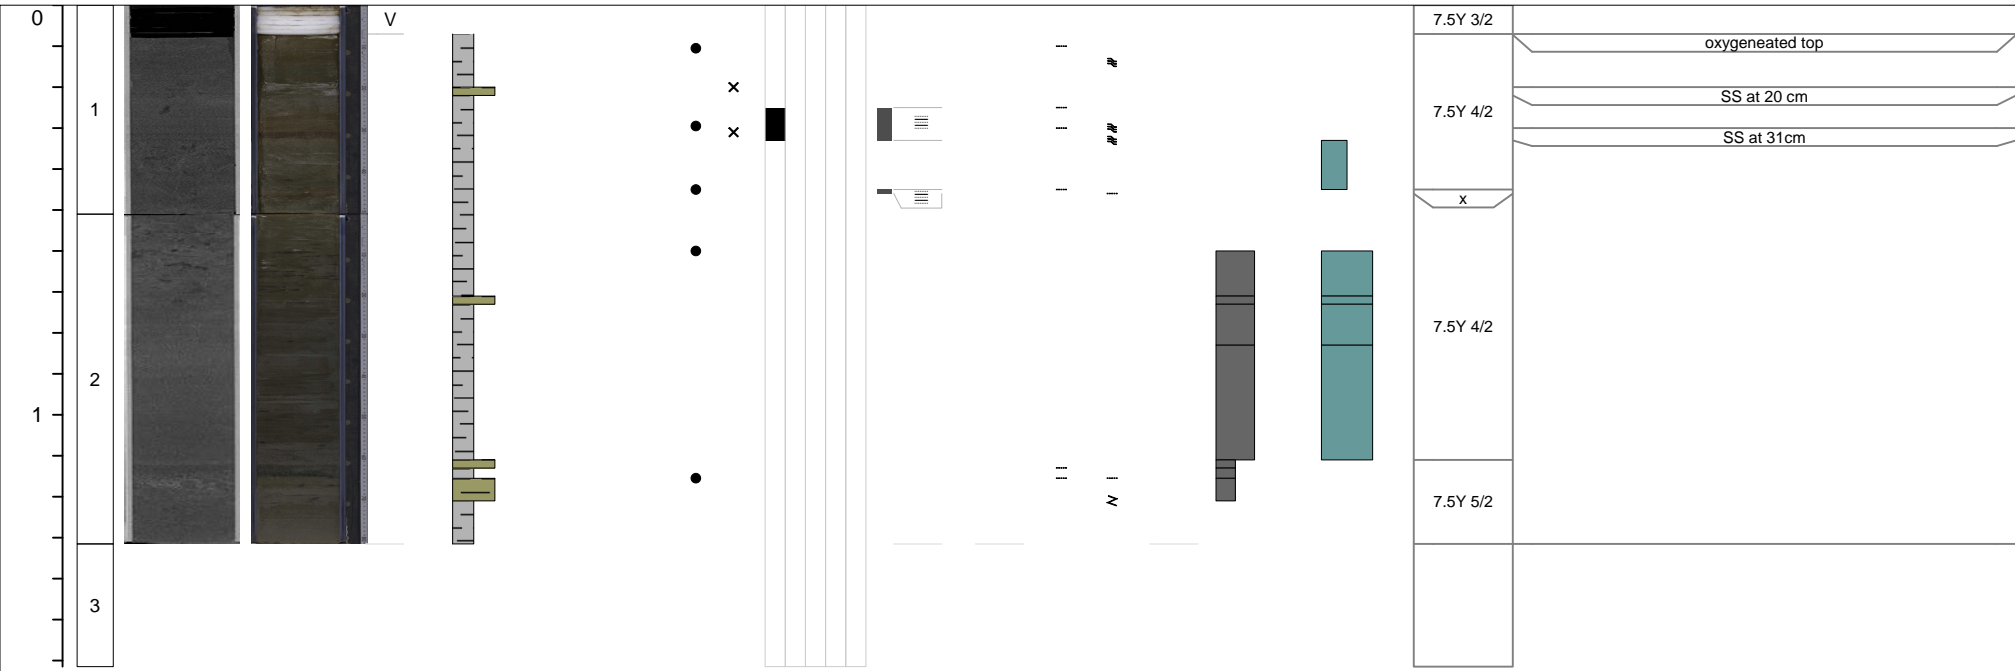 0
V
7.5Y 3/2
oxygeneated top
SS at 20 cm
1
7.5Y 4/2
SS at 31cm
x
7.5Y 4/2
2
1
7.5Y 5/2
3